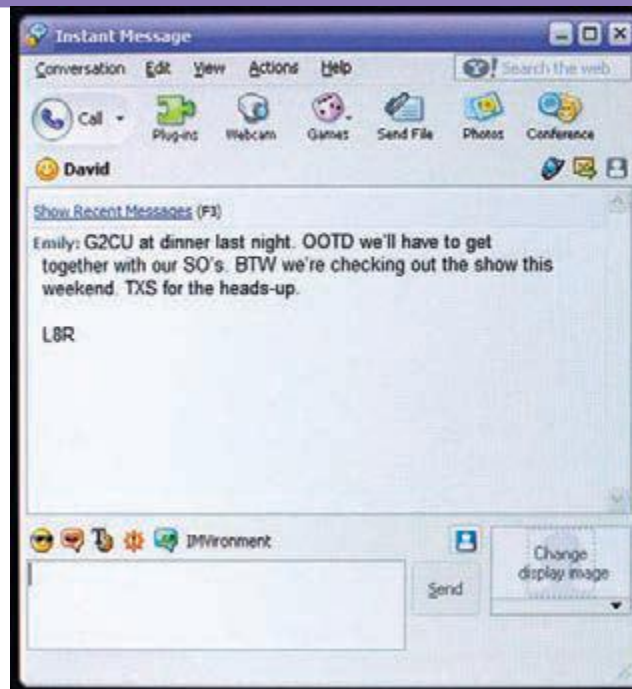 Instant Message
Conversation Edit View Actions Help Search the web
Call Plug-ins Webcam Games Send File Photos Conference
David
Show Recent Messages (F3)
Emily: G2CU at dinner last night. OOTD we'll have to get
together with our SO's. BTW we're checking out the show this
weekend. TXS for the heads-up.
L8R
IMVironment
Send
Change
display image